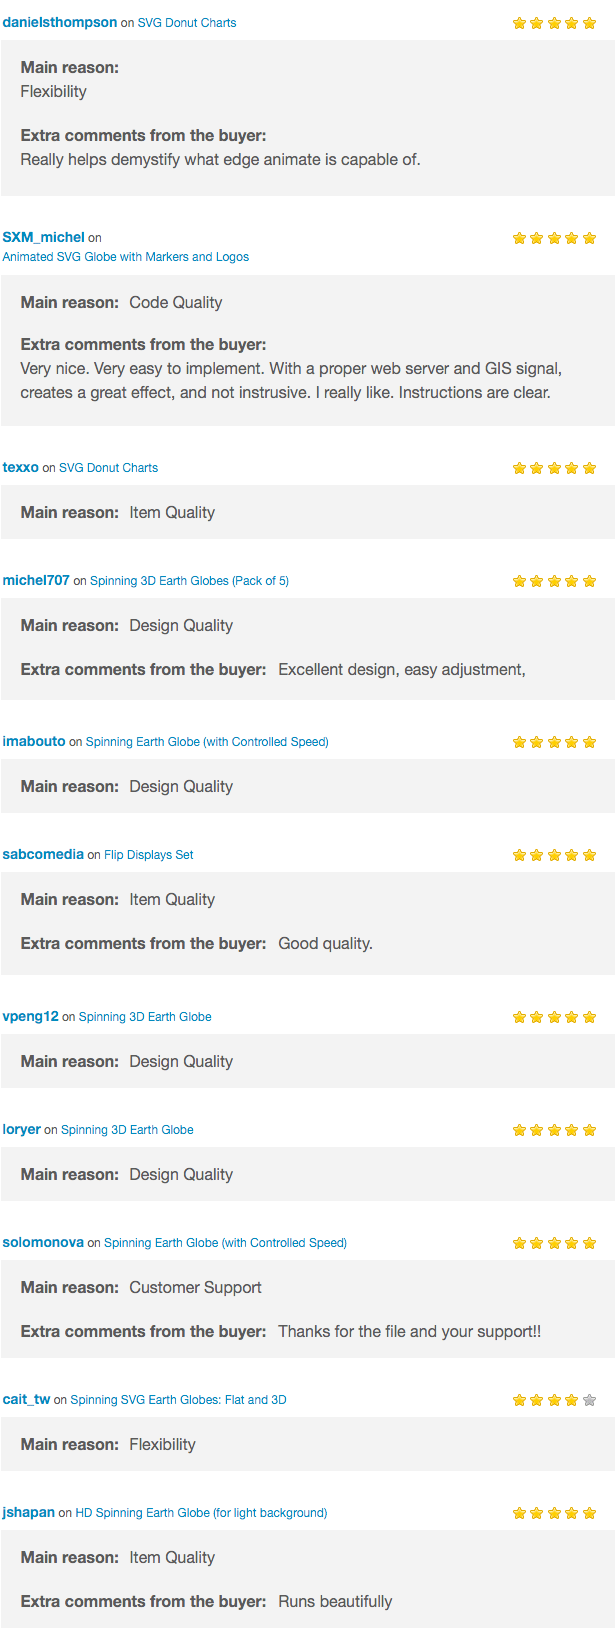 danielsthompson on SVG Donut Charts
Main reason:
Flexibility
Extra comments from the buyer:
Really helps demystify what edge animate is capable of.
SXM_michel on
Animated SVG Globe with Markers and Logos
Main reason: Code Quality
Extra comments from the buyer:
Very nice. Very easy to implement. With a proper web server and GIS signal,
creates a great effect, and not instrusive. I really like. Instructions are clear.
texxo on SVG Donut Charts
Main reason: Item Quality
michel707 on Spinning 3D Earth Globes (Pack of 5)
Main reason: Design Quality
Extra comments from the buyer: Excellent design, easy adjustment,
imabouto on Spinning Earth Globe (with Controlled Speed)
Main reason: Design Quality
sabcomedia on Flip Displays Set
Main reason: Item Quality
Extra comments from the buyer: Good quality.
vpeng12 on Spinning 3D Earth Globe
Main reason: Design Quality
loryer on Spinning 3D Earth Globe
Main reason: Design Quality
solomonova on Spinning Earth Globe (with Controlled Speed)
Main reason: Customer Support
Extra comments from the buyer: Thanks for the file and your support!!
cait_tw on Spinning SVG Earth Globes: Flat and 3D
Main reason: Flexibility
jshapan on HD Spinning Earth Globe (for light background)
Main reason: Item Quality
Extra comments from the buyer: Runs beautifully